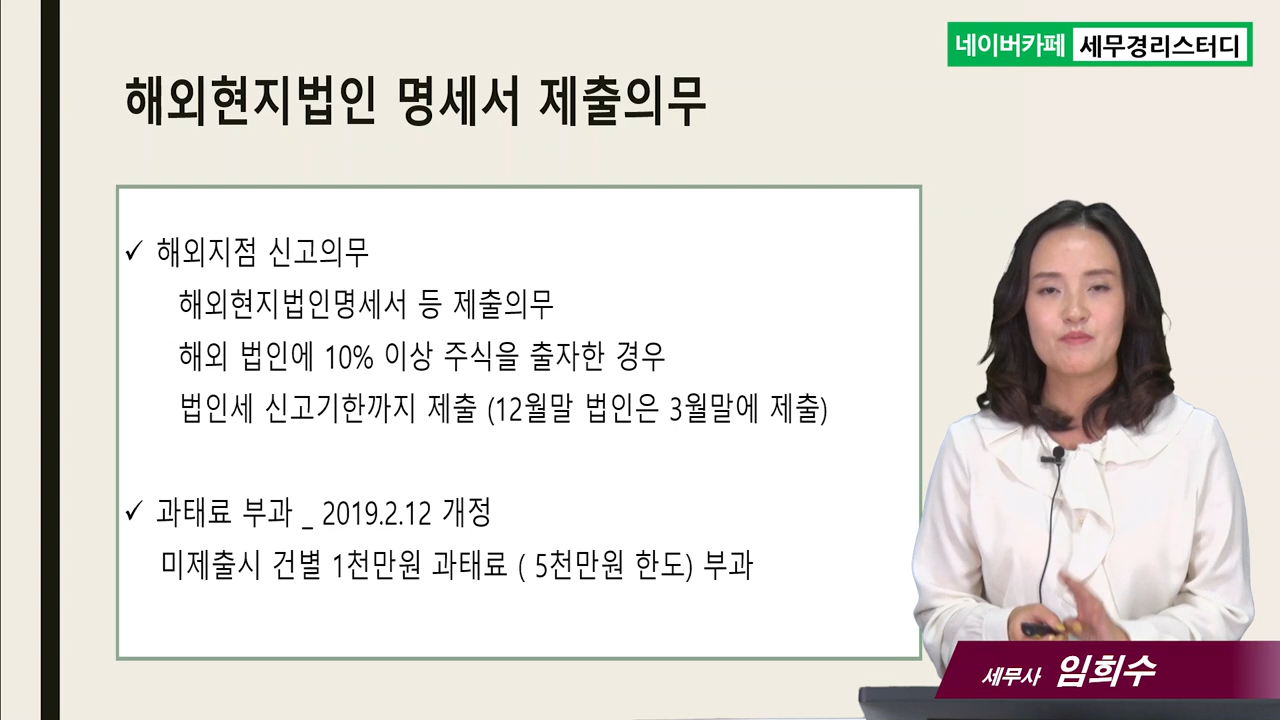 네이버카페 세무경리스터디
해외현지법인 명세서 제출의무
✓ 해외지점 신고의무
해외현지법인명세서 등 제출의무
해외 법인에 10% 이상 주식을 출자한 경우
법인세 신고기한까지 제출 (12월말 법인은 3월말에 제출)
✓ 과태료 부과 _ 2019.2.12 개정
미제출시 건별 1천만원 과태료 ( 5천만원 한도) 부과
세무사 임희수